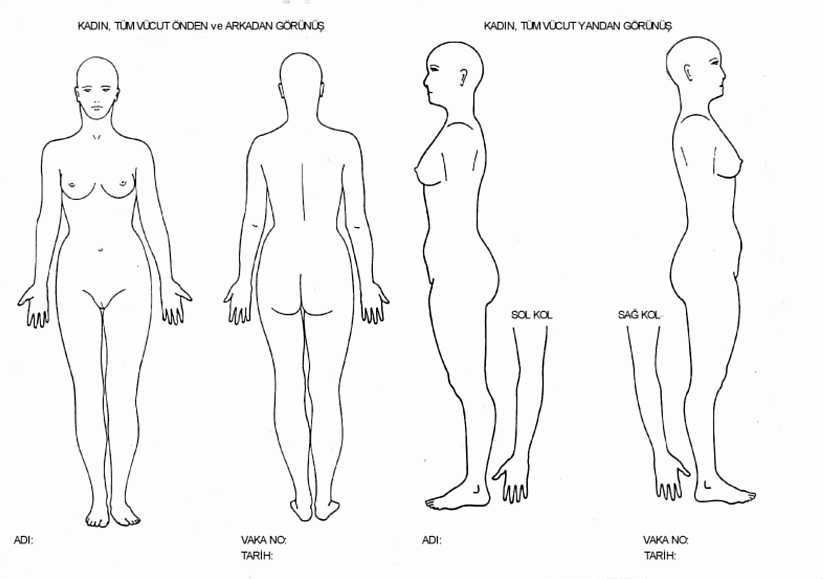 KADIN, TÜM VÜCUT ÖNDEN ve ARKADAN GÖRÜNÜŞ
KADIN, TÜM VÜCUT YANDAN GÖRÜNÜŞ
SOL KOL
SAĞ KOL
ADI:
VAKA NO:
TARİH:
ADI:
VAKA NO:
TARİH: